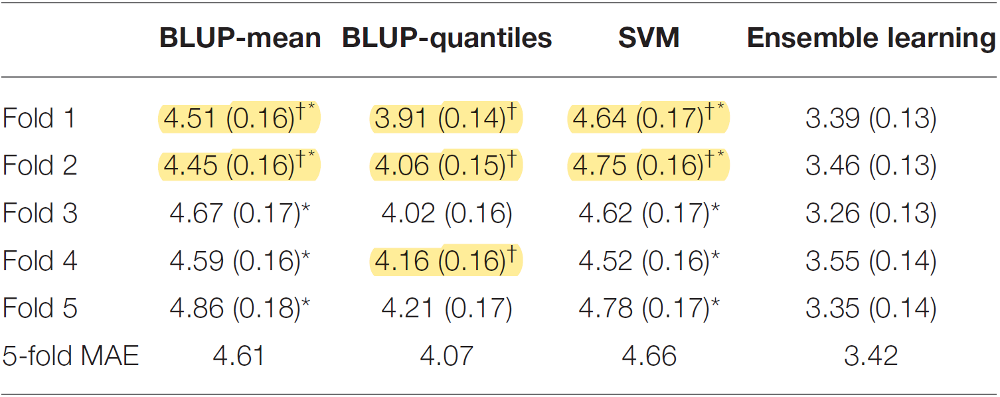 BLUP-mean BLUP-quantiles SVM Ensemble learning
Fold 1 4.51 (0.16)†* 3.91 (0.14)† 4.64 (0.17)†* 3.39 (0.13)
Fold 2 4.45 (0.16)†* 4.06 (0.15)† 4.75 (0.16)†* 3.46 (0.13)
Fold 3 4.67 (0.17)* 4.02 (0.16) 4.62 (0.17)* 3.26 (0.13)
Fold 4 4.59 (0.16)* 4.16 (0.16)† 4.52 (0.16)* 3.55 (0.14)
Fold 5 4.86 (0.18)* 4.21 (0.17) 4.78 (0.17)* 3.35 (0.14)
5-fold MAE 4.61 4.07 4.66 3.42